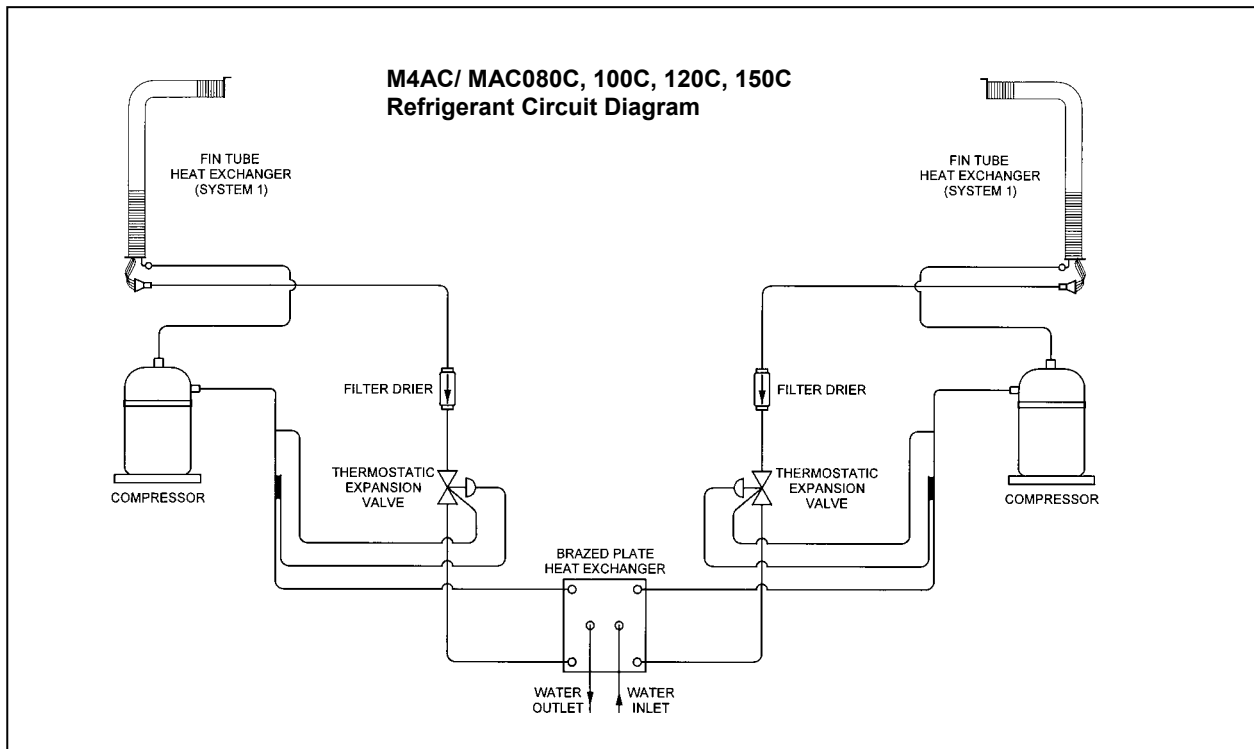 M4AC/ MAC080C, 100C, 120C, 150C
Refrigerant Circuit Diagram
FIN TUBE
HEAT EXCHANGER
(SYSTEM 1)
FIN TUBE
HEAT EXCHANGER
(SYSTEM 1)
FILTER DRIER
FILTER DRIER
THERMOSTATIC
EXPANSION
VALVE
THERMOSTATIC
EXPANSION
VALVE
COMPRESSOR
COMPRESSOR
BRAZED PLATE
HEAT EXCHANGER
WATER
OUTLET
WATER
INLET